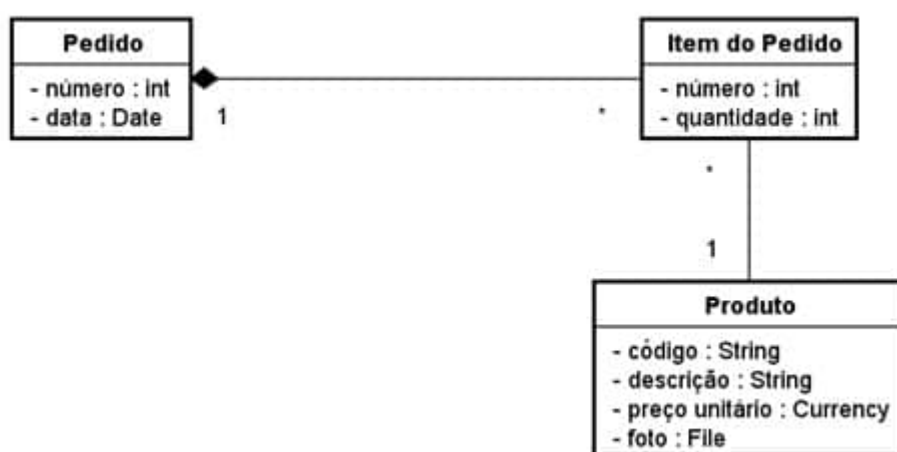 Pedido
- número : int
- data : Date
1
*
Item do Pedido
- número : int
- quantidade : int
*
1
Produto
- código : String
- descrição : String
- preço unitário : Currency
- foto : File